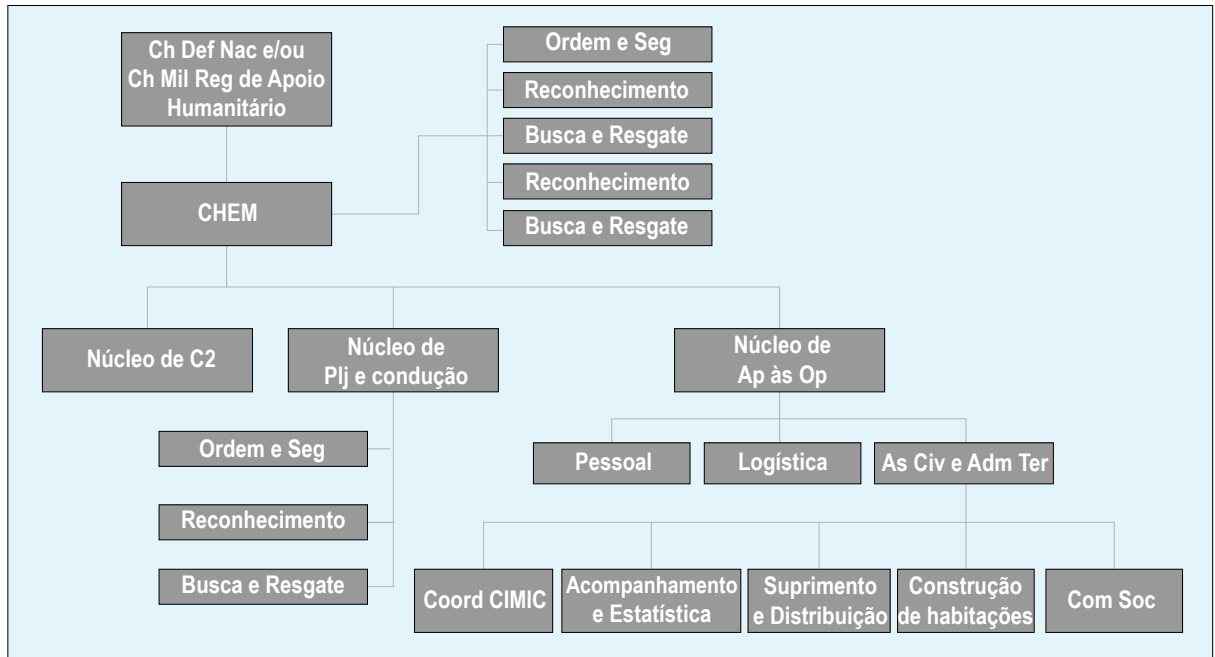 Ch Def Nac e/ou
Ch Mil Reg de Apoio
Humanitário
Ordem e Seg
Reconhecimento
Busca e Resgate
Reconhecimento
Busca e Resgate
CHEM
Núcleo de C2
Núcleo de
Plj e condução
Núcleo de
Ap às Op
Ordem e Seg
Reconhecimento
Busca e Resgate
Pessoal
Logística
As Civ e Adm Ter
Coord CIMIC
Acompanhamento
e Estatística
Suprimento
e Distribuição
Construção
de habitações
Com Soc